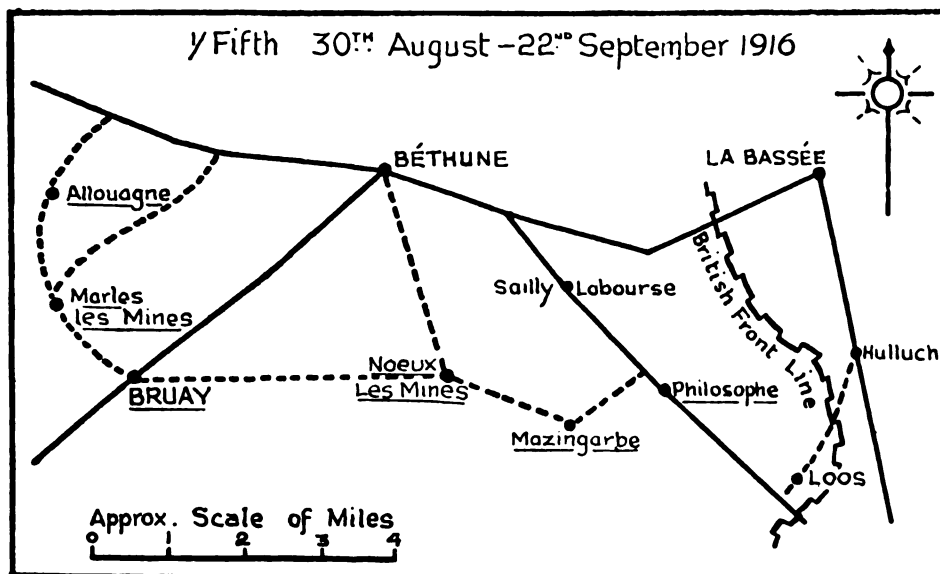 1/Fifth 30TH August – 22ND September 1916
BÉTHUNE
LA BASSÉE
Allouagne
British Front Line
Sailly Labourse
Marles
les Mines
Hulluch
Noeux
Les Mines
BRUAY
Philosophe
Mazingarbe
LOOS
Approx. Scale of Miles
0 1 2 3 4